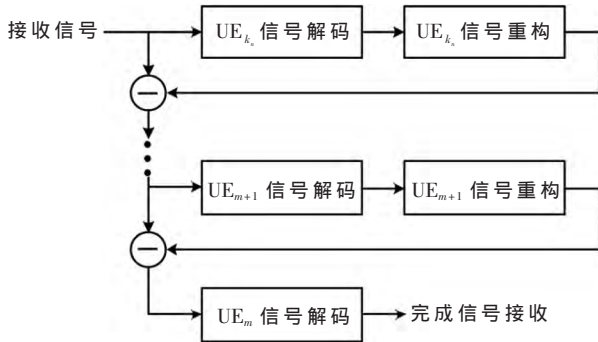 接收信号 UE_{k_n} 信号解码 UE_{k_n} 信号重构
UE_{m+1} 信号解码 UE_{m+1} 信号重构
UE_m 信号解码 完成信号接收